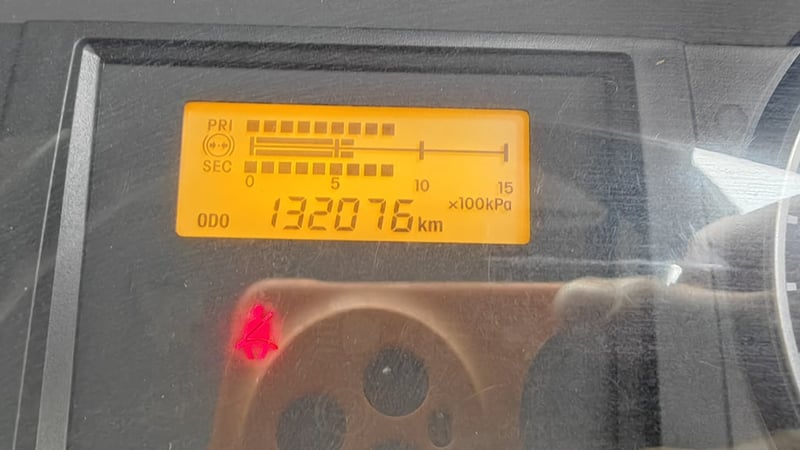 PRI
SEC
0 5 10 15
×100kPa
ODO 132076 km